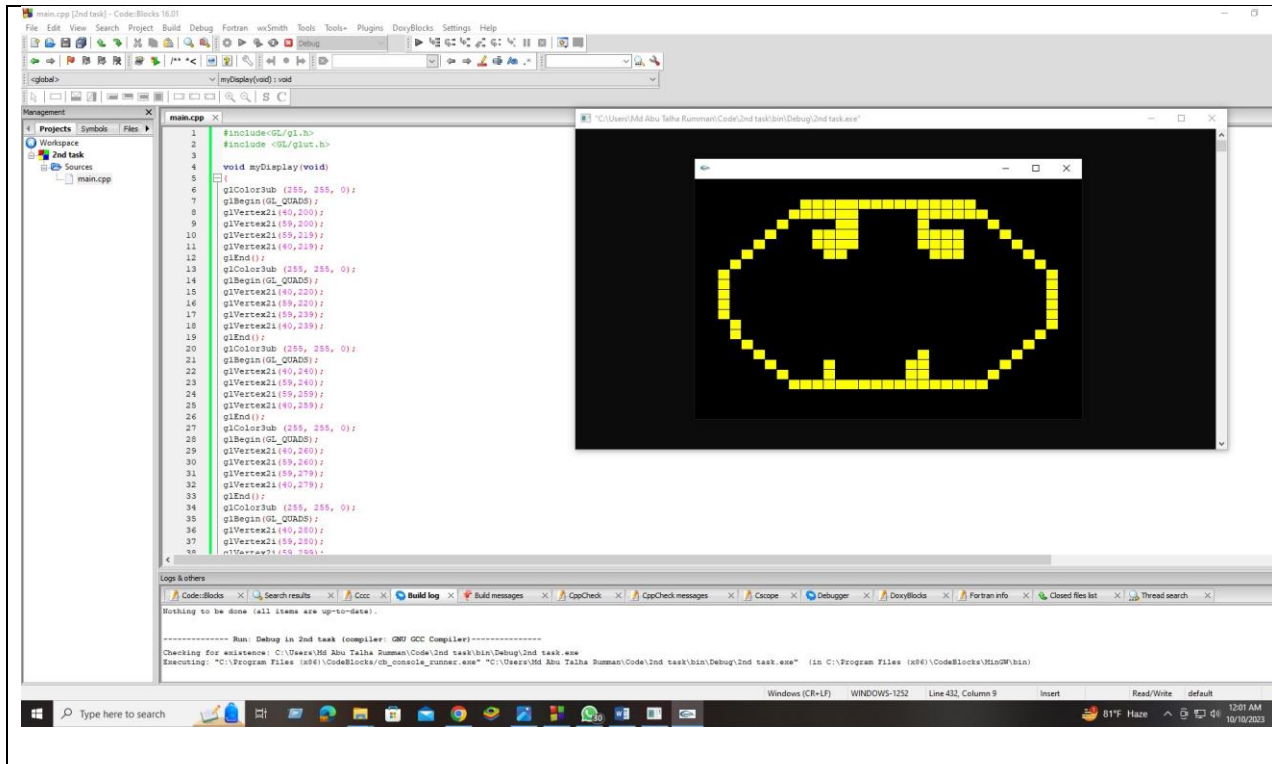 main.cpp [2nd task] - Code::Blocks 16.01
File Edit View Search Project Build Debug Fortran wxSmith Tools Tools+ Plugins DoxyBlocks Settings Help
Debug
/** *<
<global>
myDisplay(void) : void
S C
Management
main.cpp
"C:\Users\Md Abu Talha Rumman\Code\2nd task\bin\Debug\2nd task.exe"
Projects Symbols Files
Workspace
2nd task
Sources
main.cpp
1 #include<GL/gl.h>
2 #include <GL/glut.h>
3
4 void myDisplay(void)
5 {
6 glColor3ub (255, 255, 0);
7 glBegin(GL_QUADS);
8 glVertex2i(40,200);
9 glVertex2i(59,200);
10 glVertex2i(59,219);
11 glVertex2i(40,219);
12 glEnd();
13 glColor3ub (255, 255, 0);
14 glBegin(GL_QUADS);
15 glVertex2i(40,220);
16 glVertex2i(59,220);
17 glVertex2i(59,239);
18 glVertex2i(40,239);
19 glEnd();
20 glColor3ub (255, 255, 0);
21 glBegin(GL_QUADS);
22 glVertex2i(40,240);
23 glVertex2i(59,240);
24 glVertex2i(59,259);
25 glVertex2i(40,259);
26 glEnd();
27 glColor3ub (255, 255, 0);
28 glBegin(GL_QUADS);
29 glVertex2i(40,260);
30 glVertex2i(59,260);
31 glVertex2i(59,279);
32 glVertex2i(40,279);
33 glEnd();
34 glColor3ub (255, 255, 0);
35 glBegin(GL_QUADS);
36 glVertex2i(40,280);
37 glVertex2i(59,280);
38 glVertex2i(59,299);
Logs & others
Code::Blocks Search results Cccc Build log Build messages CppCheck CppCheck messages Cscope Debugger DoxyBlocks Fortran info Closed files list Thread search
Nothing to be done (all items are up-to-date).
-------------- Run: Debug in 2nd task (compiler: GNU GCC Compiler)---------------
Checking for existence: C:\Users\Md Abu Talha Rumman\Code\2nd task\bin\Debug\2nd task.exe
Executing: "C:\Program Files (x86)\CodeBlocks/cb_console_runner.exe" "C:\Users\Md Abu Talha Rumman\Code\2nd task\bin\Debug\2nd task.exe" (in C:\Program Files (x86)\CodeBlocks\MinGW\bin)
Windows (CR+LF) WINDOWS-1252 Line 432, Column 9 Insert Read/Write default
Type here to search
30
81°F Haze
12:01 AM
10/10/2023